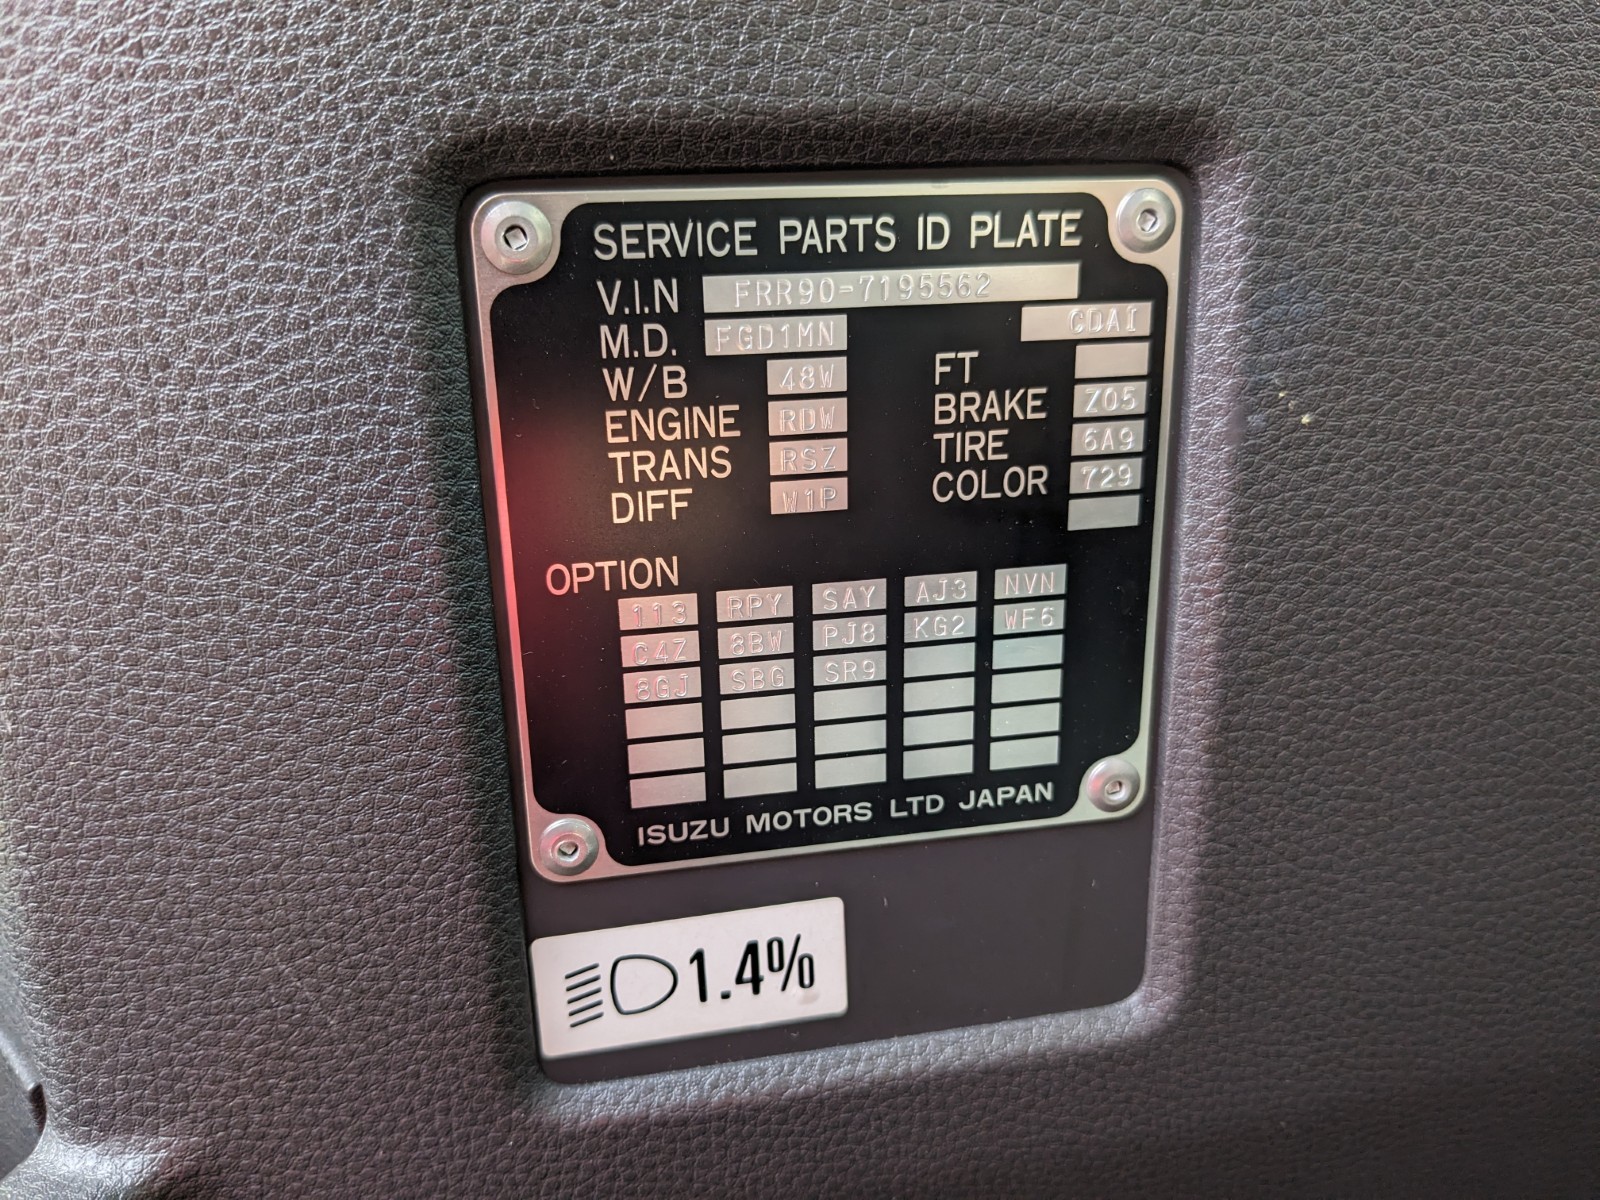 SERVICE PARTS ID PLATE
V.I.N FRR90-7195562
M.D. FGD1MN CDAI
W/B 48W FT
ENGINE RDW BRAKE Z05
TRANS RSZ TIRE 6A9
DIFF W1P COLOR 729
OPTION
113 RPY SAY AJ3 NVN
C4Z 8BW PJ8 KG2 WF6
8GJ SBG SR9
ISUZU MOTORS LTD JAPAN
1.4%